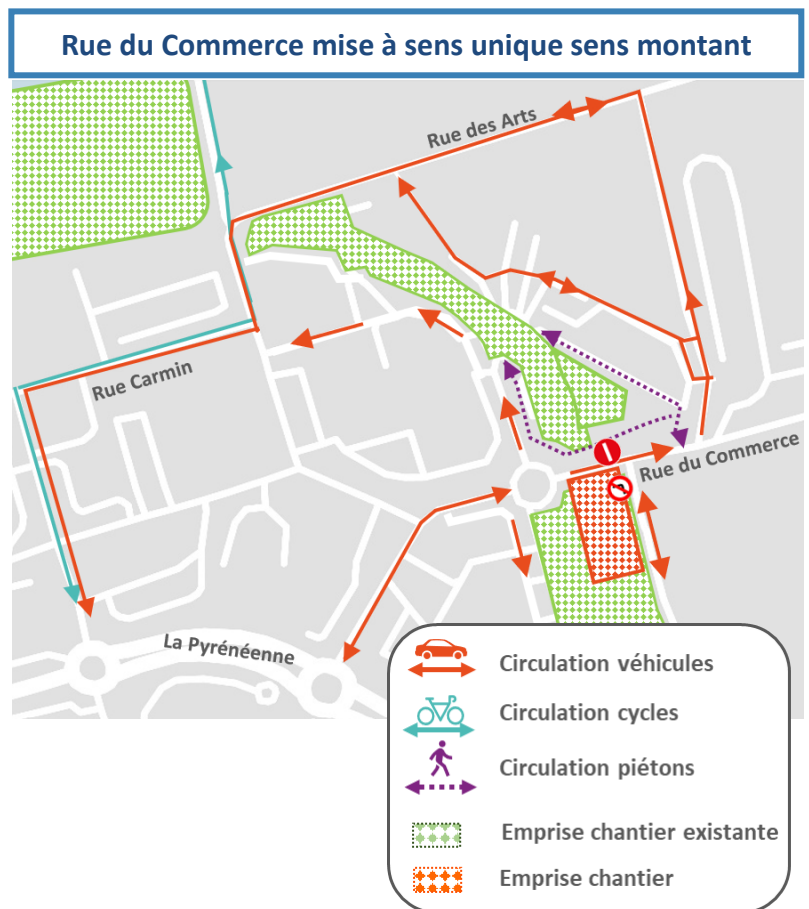 Rue du Commerce mise à sens unique sens montant
Rue des Arts
Rue Carmin
Rue du Commerce
La Pyrénéenne
Circulation véhicules
Circulation cycles
Circulation piétons
Emprise chantier existante
Emprise chantier